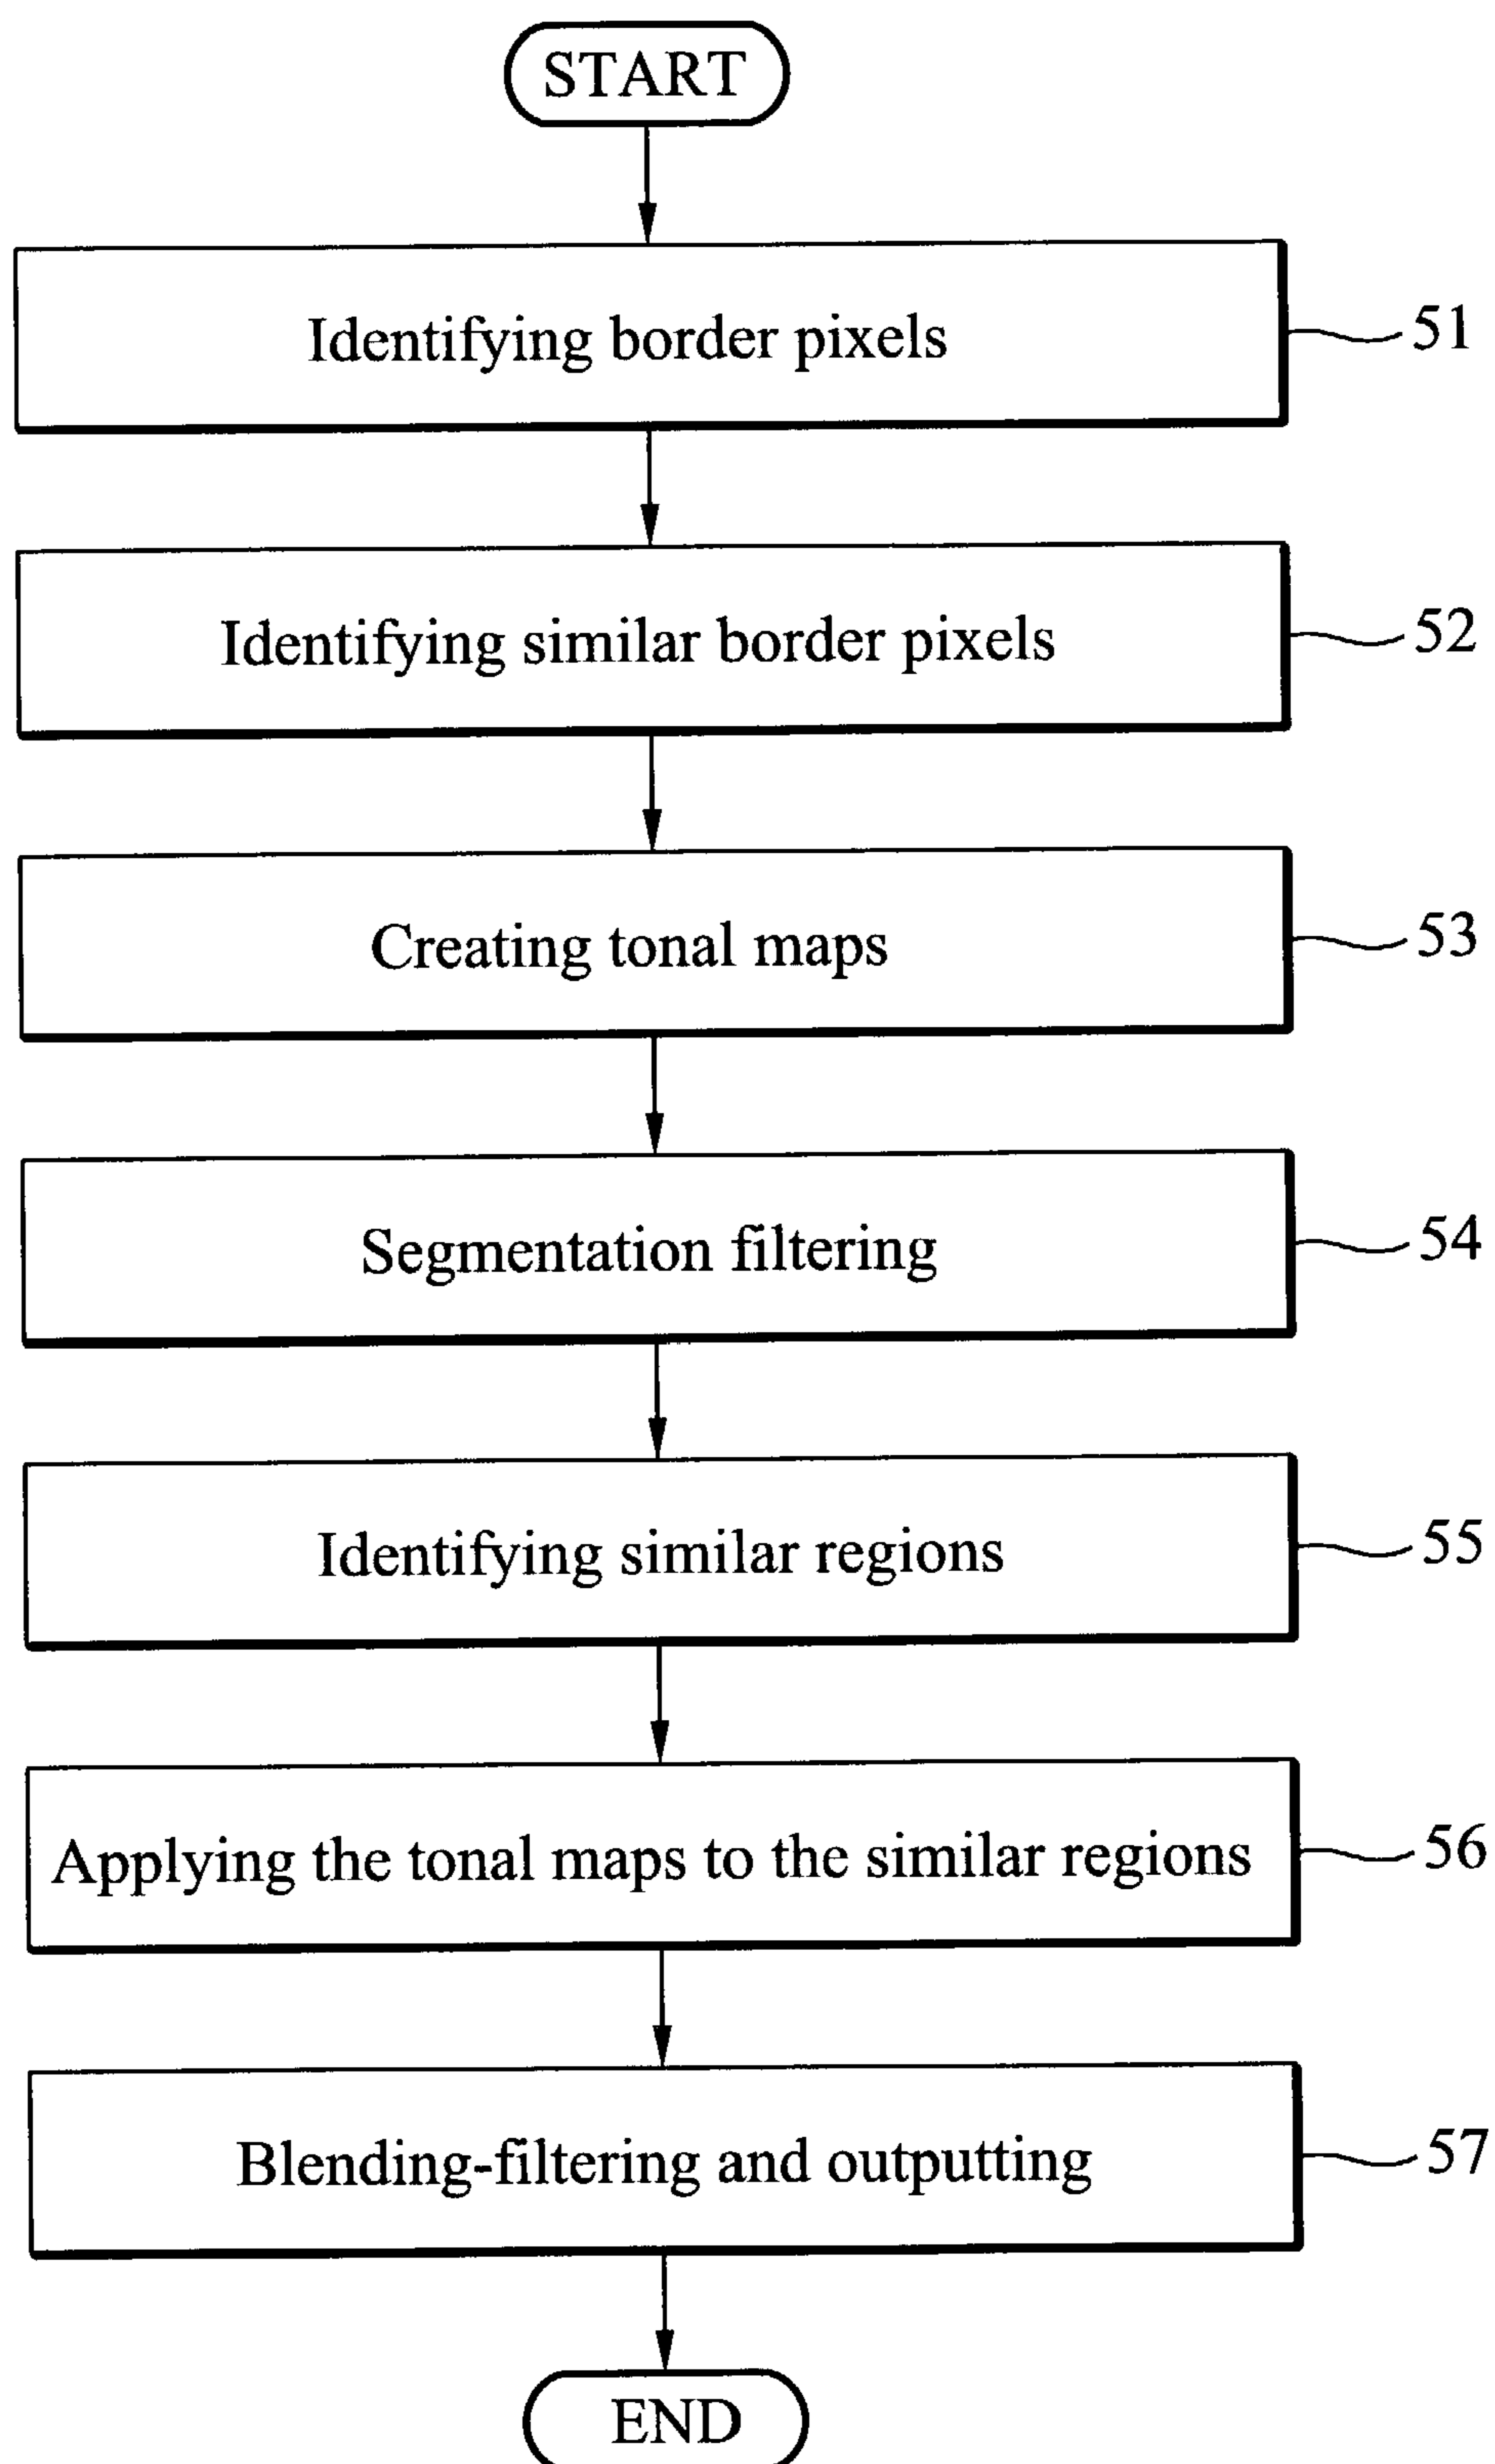 START
Identifying border pixels
51
Identifying similar border pixels
52
Creating tonal maps
53
Segmentation filtering
54
Identifying similar regions
55
Applying the tonal maps to the similar regions
56
Blending-filtering and outputting
57
END